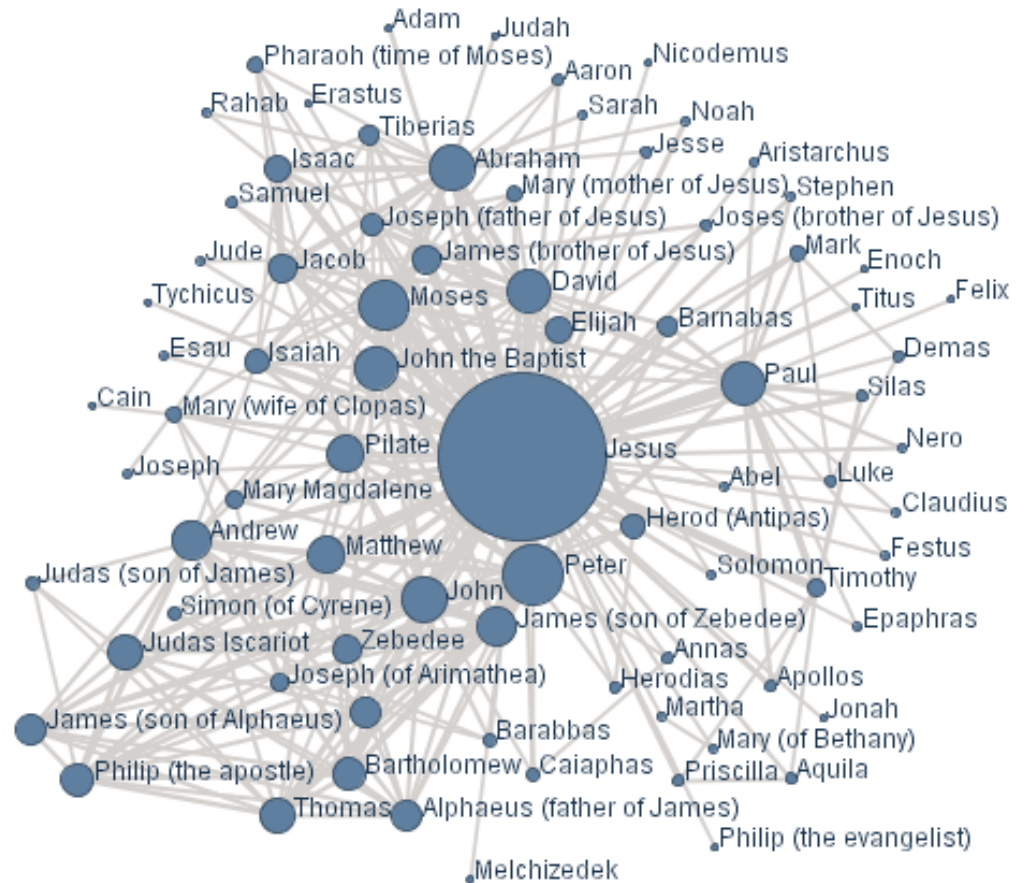 Adam
Judah
Pharaoh (time of Moses)
Nicodemus
Aaron
Erastus
Rahab
Sarah
Noah
Tiberias
Jesse
Aristarchus
Isaac
Abraham
Mary (mother of Jesus)
Stephen
Samuel
Joseph (father of Jesus)
Joses (brother of Jesus)
Mark
Jude
James (brother of Jesus)
Enoch
Jacob
David
Tychicus
Moses
Titus
Felix
Elijah
Barnabas
Esau
Isaiah
John the Baptist
Demas
Paul
Silas
Cain
Mary (wife of Clopas)
Nero
Pilate
Jesus
Joseph
Abel
Luke
Mary Magdalene
Claudius
Andrew
Herod (Antipas)
Matthew
Festus
Judas (son of James)
Peter
Solomon
Timothy
John
Simon (of Cyrene)
James (son of Zebedee)
Epaphras
Judas Iscariot
Zebedee
Annas
Joseph (of Arimathea)
Herodias
Apollos
James (son of Alphaeus)
Martha
Jonah
Barabbas
Mary (of Bethany)
Philip (the apostle)
Bartholomew
Caiaphas
Priscilla
Aquila
Thomas
Alphaeus (father of James)
Philip (the evangelist)
Melchizedek